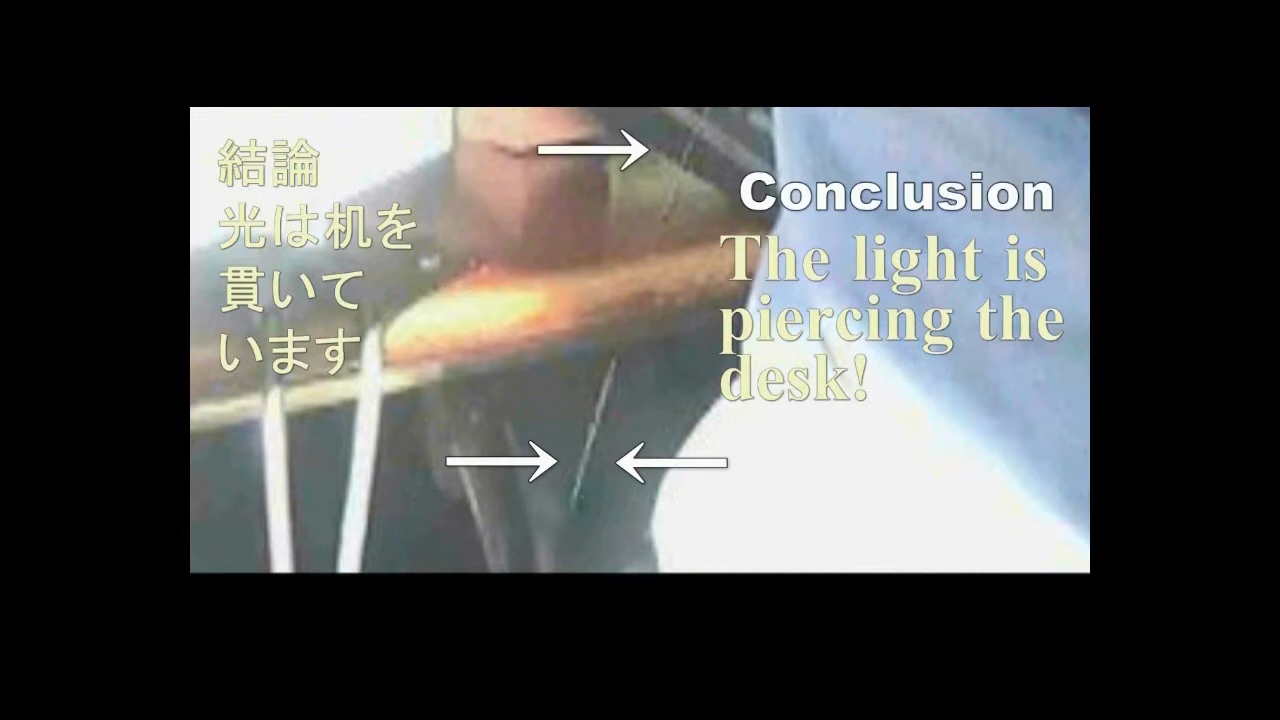 結論
光は机を
貫いて
います
Conclusion
The light is
piercing the
desk!